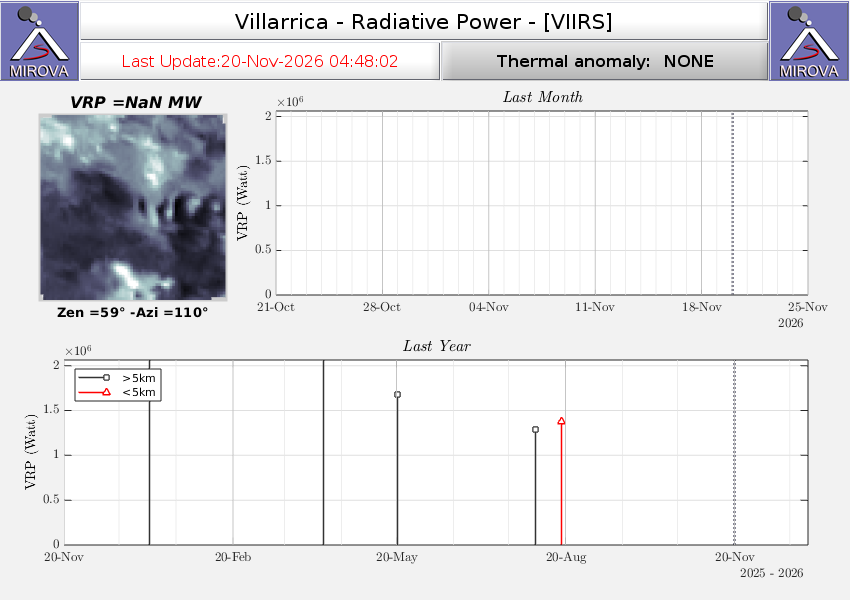 Villarrica - Radiative Power - [VIIRS]
MIROVA
Last Update:20-Nov-2026 04:48:02
Thermal anomaly: NONE
MIROVA
VRP =NaN MW
Zen =59° -Azi =110°
Last Month
×10⁶
VRP (Watt)
2
1.5
1
0.5
0
21-Oct 28-Oct 04-Nov 11-Nov 18-Nov 25-Nov
2026
Last Year
×10⁶
VRP (Watt)
2
1.5
1
0.5
0
>5km
<5km
20-Nov 20-Feb 20-May 20-Aug 20-Nov
2025 - 2026